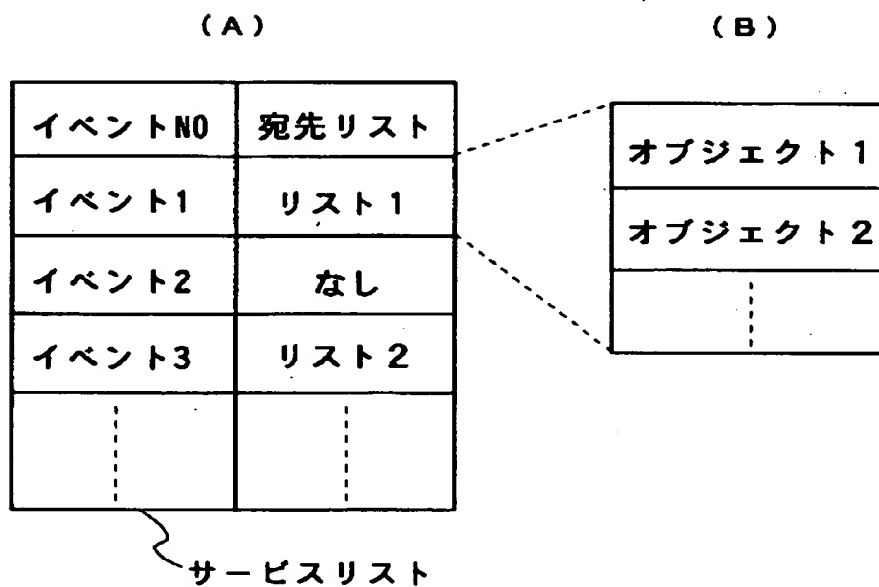 (A)
(B)
イベントNO 宛先リスト
イベント1 リスト1
イベント2 なし
イベント3 リスト2
サービスリスト
オブジェクト1
オブジェクト2